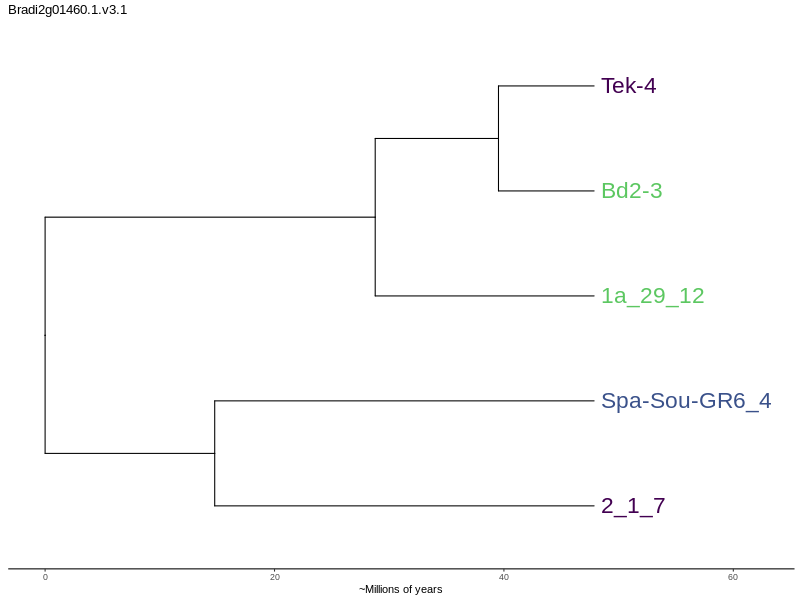 Bradi2g01460.1.v3.1
Tek-4
Bd2-3
1a_29_12
Spa-Sou-GR6_4
2_1_7
0 20 40 60
~Millions of years